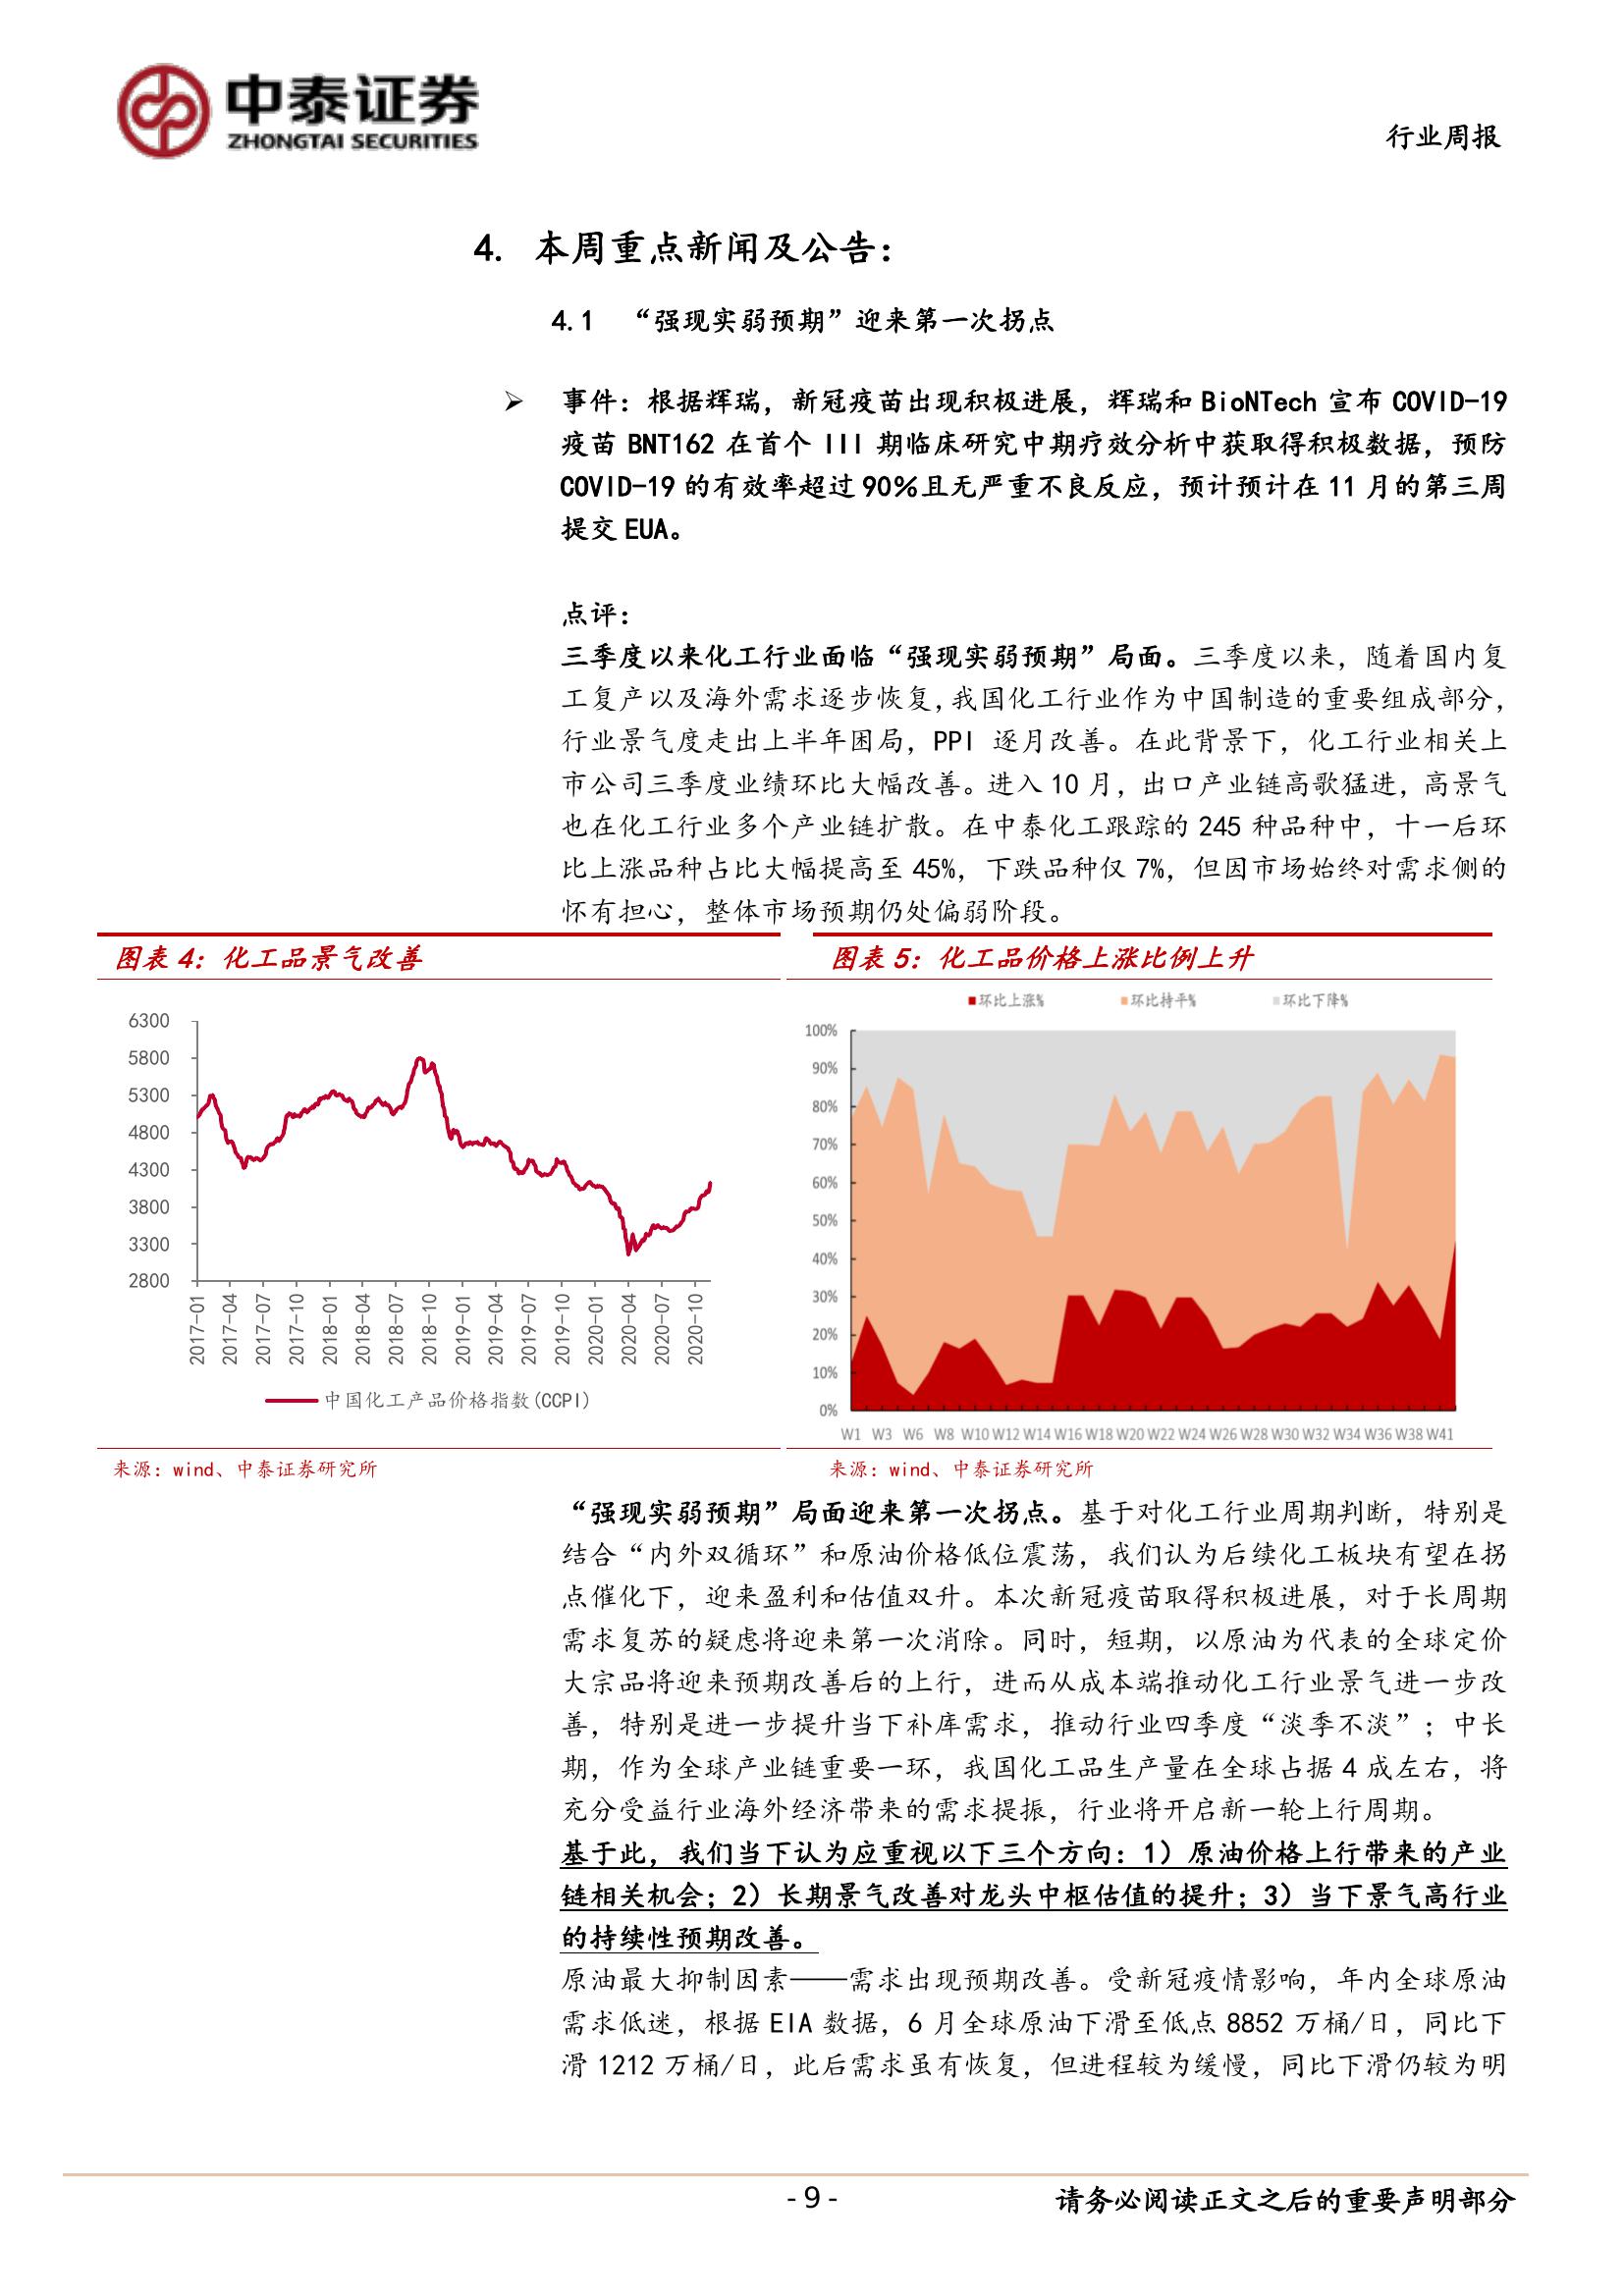 中泰证券
ZHONGTAI SECURITIES
行业周报
4. 本周重点新闻及公告：
4.1 “强现实弱预期”迎来第一次拐点
➢ 事件：根据辉瑞，新冠疫苗出现积极进展，辉瑞和 BioNTech 宣布 COVID-19
疫苗 BNT162 在首个 III 期临床研究中期疗效分析中获取得积极数据，预防
COVID-19 的有效率超过 90%且无严重不良反应，预计预计在 11 月的第三周
提交 EUA。
点评：
三季度以来化工行业面临“强现实弱预期”局面。三季度以来，随着国内复
工复产以及海外需求逐步恢复，我国化工行业作为中国制造的重要组成部分，
行业景气度走出上半年困局，PPI 逐月改善。在此背景下，化工行业相关上
市公司三季度业绩环比大幅改善。进入 10 月，出口产业链高歌猛进，高景气
也在化工行业多个产业链扩散。在中泰化工跟踪的 245 种品种中，十一后环
比上涨品种占比大幅提高至 45%，下跌品种仅 7%，但因市场始终对需求侧的
怀有担心，整体市场预期仍处偏弱阶段。
图表 4：化工品景气改善
6300
5800
5300
4800
4300
3800
3300
2800
2017-01
2017-04
2017-07
2017-10
2018-01
2018-04
2018-07
2018-10
2019-01
2019-04
2019-07
2019-10
2020-01
2020-04
2020-07
2020-10
中国化工产品价格指数(CCPI)
来源：wind、中泰证券研究所
图表 5：化工品价格上涨比例上升
环比上涨% 环比持平% 环比下降%
100%
90%
80%
70%
60%
50%
40%
30%
20%
10%
0%
W1 W3 W6 W8 W10 W12 W14 W16 W18 W20 W22 W24 W26 W28 W30 W32 W34 W36 W38 W41
来源：wind、中泰证券研究所
“强现实弱预期”局面迎来第一次拐点。基于对化工行业周期判断，特别是
结合“内外双循环”和原油价格低位震荡，我们认为后续化工板块有望在拐
点催化下，迎来盈利和估值双升。本次新冠疫苗取得积极进展，对于长周期
需求复苏的疑虑将迎来第一次消除。同时，短期，以原油为代表的全球定价
大宗品将迎来预期改善后的上行，进而从成本端推动化工行业景气进一步改
善，特别是进一步提升当下补库需求，推动行业四季度“淡季不淡”；中长
期，作为全球产业链重要一环，我国化工品生产量在全球占据 4 成左右，将
充分受益行业海外经济带来的需求提振，行业将开启新一轮上行周期。
基于此，我们当下认为应重视以下三个方向：1）原油价格上行带来的产业
链相关机会；2）长期景气改善对龙头中枢估值的提升；3）当下景气高行业
的持续性预期改善。
原油最大抑制因素——需求出现预期改善。受新冠疫情影响，年内全球原油
需求低迷，根据 EIA 数据，6 月全球原油下滑至低点 8852 万桶/日，同比下
滑 1212 万桶/日，此后需求虽有恢复，但进程较为缓慢，同比下滑仍较为明
- 9 -
请务必阅读正文之后的重要声明部分